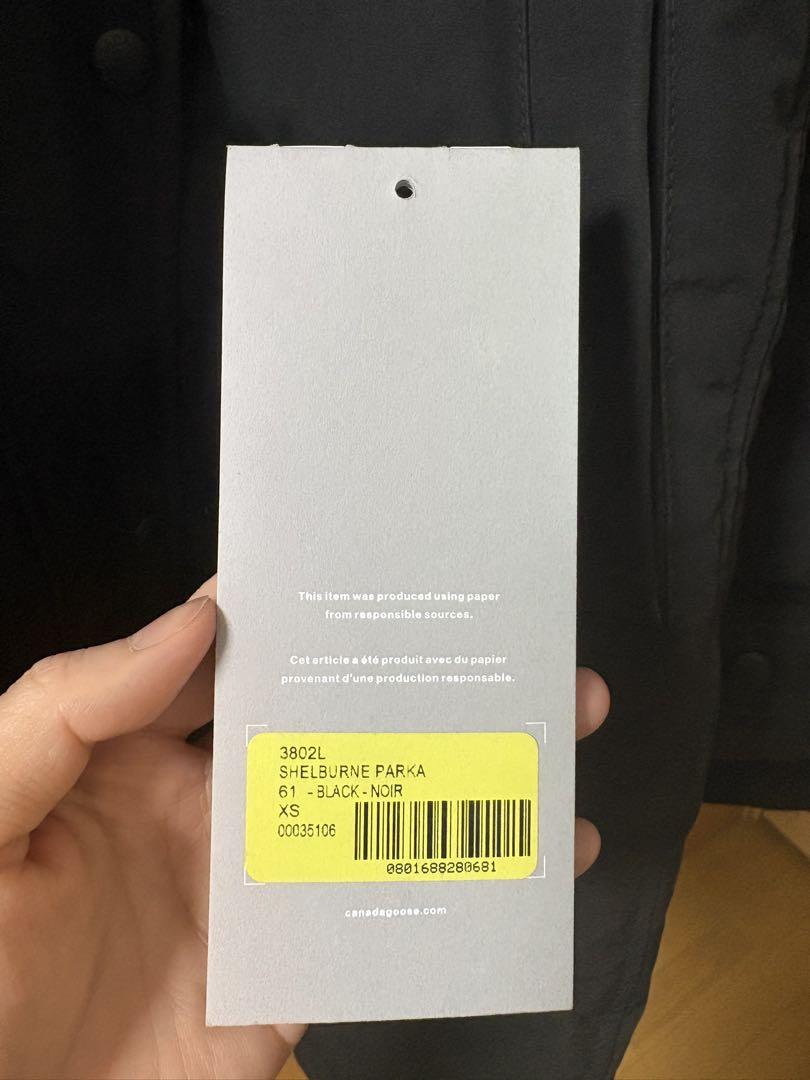 This item was produced using paper
from responsible sources.
Cet article a été produit avec du papier
provenant d'une production responsable.
3802L
SHELBURNE PARKA
61 - BLACK - NOIR
XS
00035106
0801688280681
canadagoose.com